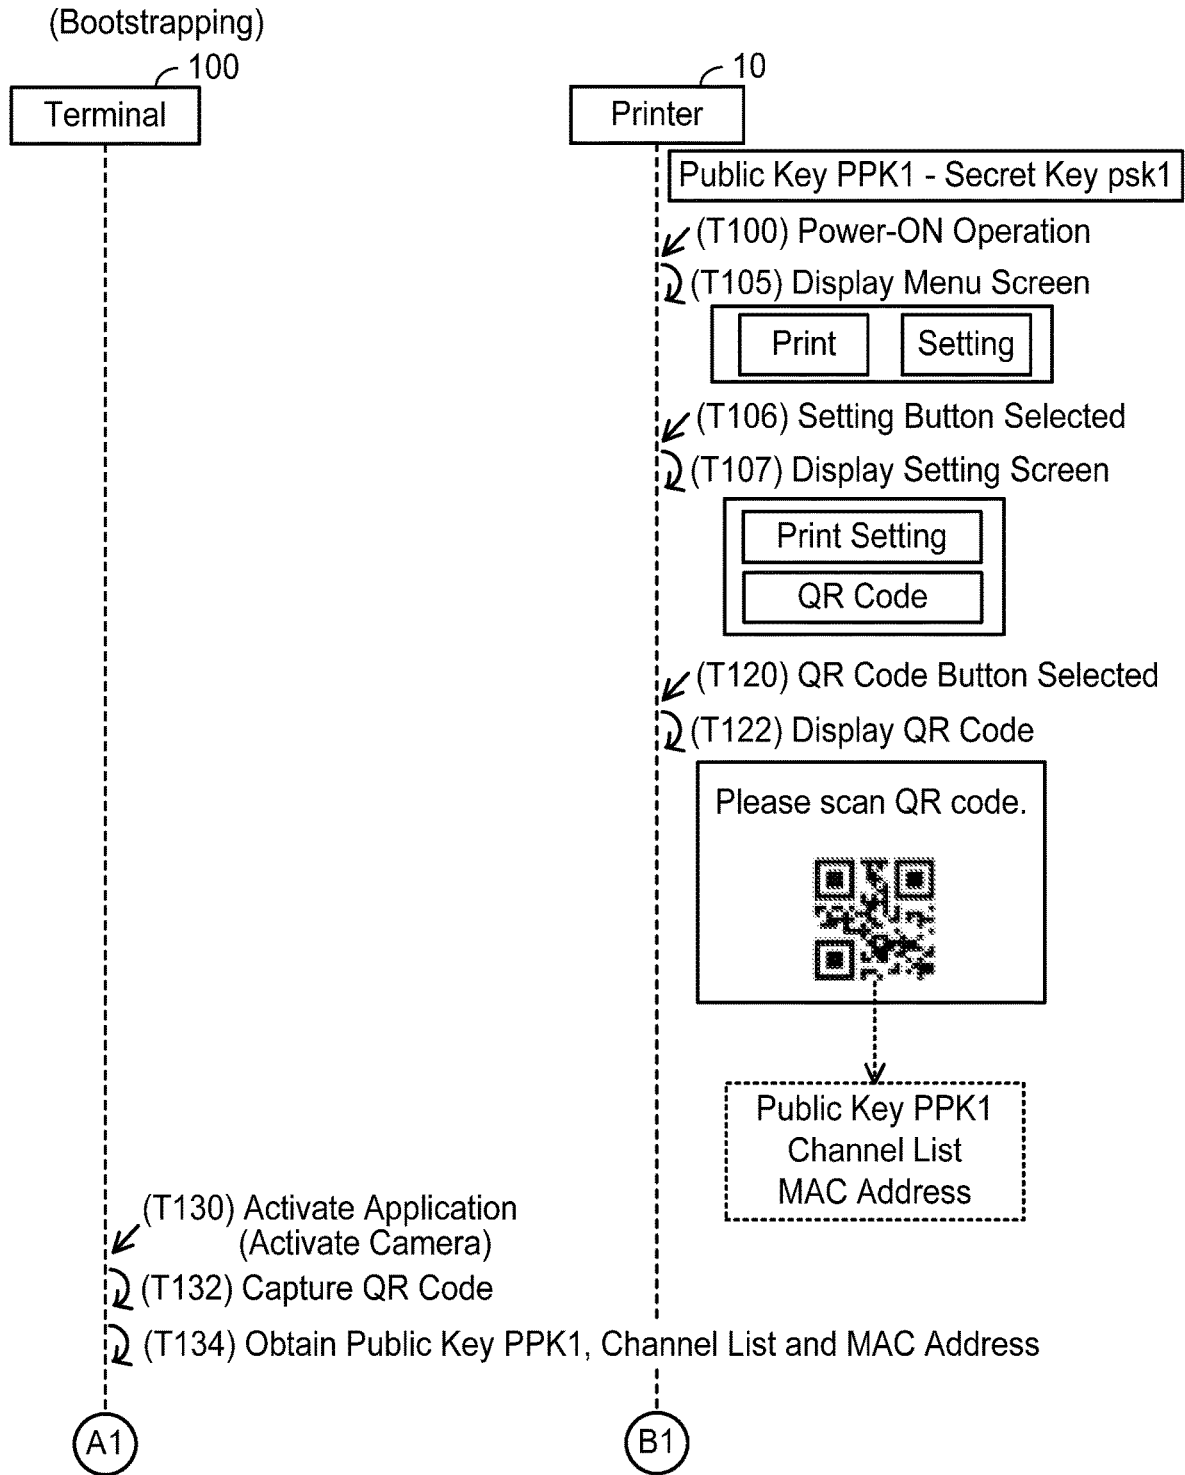 (Bootstrapping)
100
10
Terminal
Printer
Public Key PPK1 - Secret Key psk1
(T100) Power-ON Operation
(T105) Display Menu Screen
Print
Setting
(T106) Setting Button Selected
(T107) Display Setting Screen
Print Setting
QR Code
(T120) QR Code Button Selected
(T122) Display QR Code
Please scan QR code.
Public Key PPK1
Channel List
MAC Address
(T130) Activate Application
(Activate Camera)
(T132) Capture QR Code
(T134) Obtain Public Key PPK1, Channel List and MAC Address
A1
B1